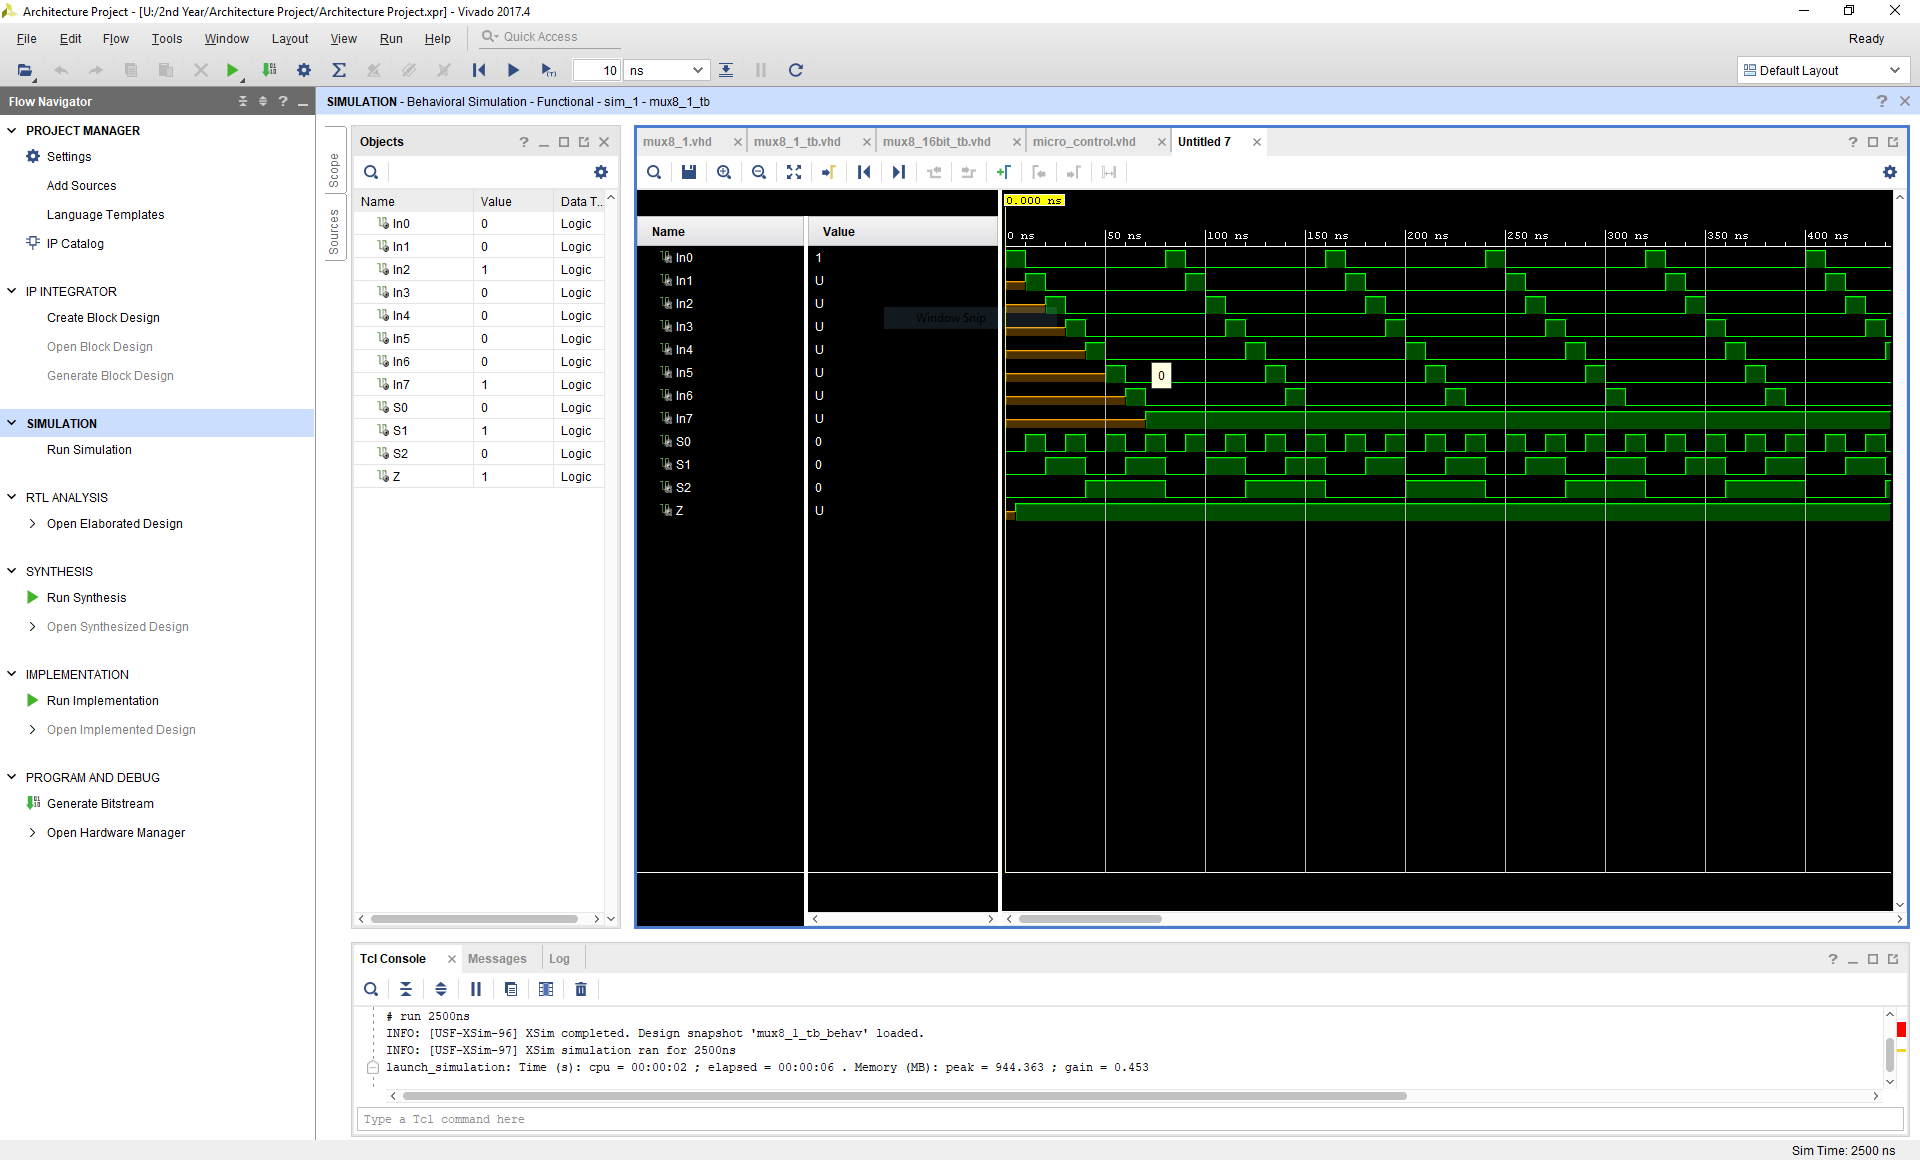 Architecture Project - [U:/2nd Year/Architecture Project/Architecture Project.xpr] - Vivado 2017.4
File Edit Flow Tools Window Layout View Run Help Quick Access Ready
10 ns Default Layout
Flow Navigator
SIMULATION - Behavioral Simulation - Functional - sim_1 - mux8_1_tb
PROJECT MANAGER
Settings
Add Sources
Language Templates
IP Catalog
IP INTEGRATOR
Create Block Design
Open Block Design
Generate Block Design
SIMULATION
Run Simulation
RTL ANALYSIS
Open Elaborated Design
SYNTHESIS
Run Synthesis
Open Synthesized Design
IMPLEMENTATION
Run Implementation
Open Implemented Design
PROGRAM AND DEBUG
Generate Bitstream
Open Hardware Manager
Scope
Sources
Objects
Name Value Data T...
In0 0 Logic
In1 0 Logic
In2 1 Logic
In3 0 Logic
In4 0 Logic
In5 0 Logic
In6 0 Logic
In7 1 Logic
S0 0 Logic
S1 1 Logic
S2 0 Logic
Z 1 Logic
mux8_1.vhd mux8_1_tb.vhd mux8_16bit_tb.vhd micro_control.vhd Untitled 7
0.000 ns
Name Value
0 ns 50 ns 100 ns 150 ns 200 ns 250 ns 300 ns 350 ns 400 ns
In0 1
In1 U
In2 U
Window Snip
In3 U
In4 U
In5 U
0
In6 U
In7 U
S0 0
S1 0
S2 0
Z U
Tcl Console Messages Log
# run 2500ns
INFO: [USF-XSim-96] XSim completed. Design snapshot 'mux8_1_tb_behav' loaded.
INFO: [USF-XSim-97] XSim simulation ran for 2500ns
launch_simulation: Time (s): cpu = 00:00:02 ; elapsed = 00:00:06 . Memory (MB): peak = 944.363 ; gain = 0.453
Type a Tcl command here
Sim Time: 2500 ns